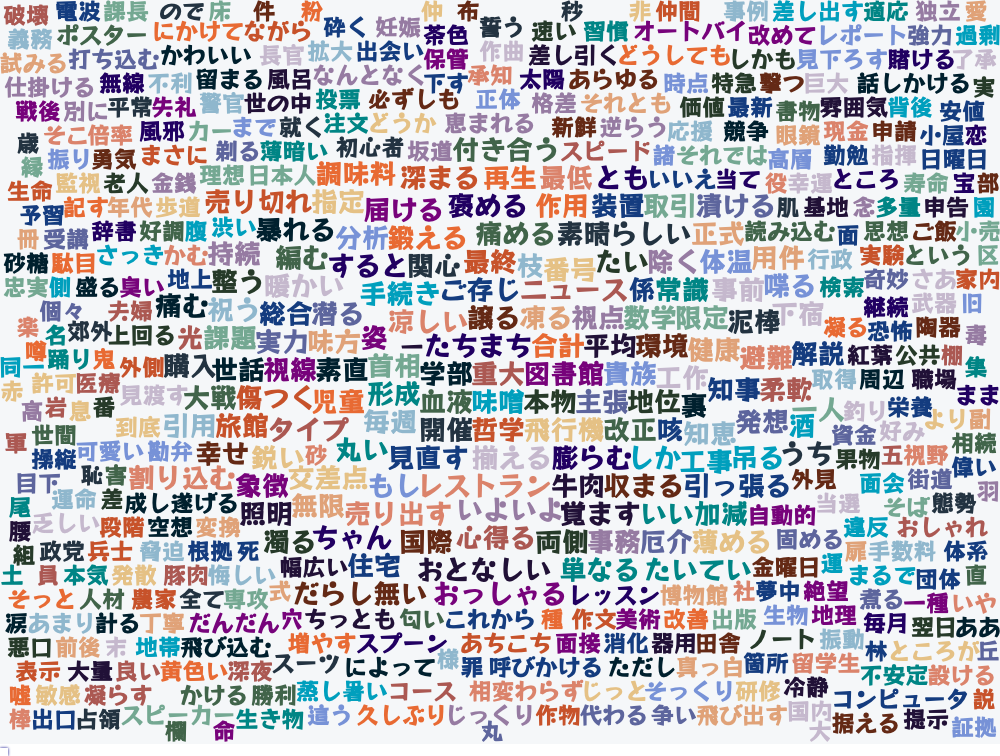 破壊 電波 課長 ので 床 件 粉 仲 布 秒 非 仲間 事例 差し出す 適応 独立 愛
義務 ポスター にかけて ながら 砕く 妊娠 茶色 誓う 速い 習慣 オートバイ 改めて レポート 強力 過剰
試みる 打ち込む かわいい 長官 拡大 出会い 保管 作曲 差し引く どうしても しかも 見下ろす 賭ける 了承
仕掛ける 無線 不利 留まる 風呂 なんとなく 下す 承知 太陽 あらゆる 時点 特急 撃つ 巨大 話しかける 実
戦後 別に 平常 失礼 警官 世の中 投票 必ずしも 正体 格差 それとも 価値 最新 書物 雰囲気 背後 安値
歳 そこ 倍率 風邪 カー まで 就く 注文 どうか 恵まれる 新鮮 逆らう 応援 競争 眼鏡 現金 申請 小屋 恋
縁 振り 勇気 まさに 剃る 薄暗い 初心者 坂道 付き合う スピード 諸 それでは 高層 勤勉 指揮 日曜日
生命 監視 老人 金銭 理想 日本人 調味料 深まる 再生 最低 とも いいえ 当て 役 幸運 ところ 寿命 宝 部
予習 記す 年代 歩道 売り切れ 指定 届ける 褒める 作用 装置 取引 漬ける 肌 基地 念 多量 申告 園
冊 受講 辞書 好調 腹 渋い 暴れる 分析 鍛える 痛める 素晴らしい 正式 読み込む 面 思想 ご飯 小売
砂糖 駄目 さっき かむ 持続 編む すると 関心 最終 枝 番号 たい 除く 体温 用件 行政 実験 という 区
忠実 側 盛る 臭い 地上 整う 暖かい 手続き ご存じ ニュース 係 常識 事前 喋る 検索 奇妙 さあ 家内
個々 夫婦 痛む 祝う 総合 潜る 涼しい 譲る 凍る 視点 数学 限定 泥棒 下宿 継続 武器 旧
楽 名 郊外 上回る 光 課題 実力 味方 姿 ー たちまち 合計 平均 環境 健康 避難 解説 凝る 恐怖 陶器 毒
同一 噂 踊り 鬼 外側 購入 世話 視線 素直 首相 学部 重大 図書館 貴族 工作 紅葉 公共 棚 集
赤 許可 医療 見渡す 大戦 傷つく 児童 形成 血液 味噌 本物 主張 地位 裏 知事 柔軟 取得 周辺 職場 まま
高 岩 息 番 到底 引用 旅館 タイプ 毎週 開催 哲学 飛行機 改正 咳 知恵 発想 酒 一人 釣り 栄養 より 副
軍 世間 可愛い 勘弁 幸せ 鋭い 砂 丸い 見直す 揃える 膨らむ しか 工事 吊る うち 資金 好み 果物 五 視野 相続
操縦 目下 恥 害 割り込む 象徴 交差点 もし レストラン 牛肉 収まる 引っ張る 外見 面会 街道 偉い 羽
尾 運命 差 成し遂げる 照明 無限 売り出す いよいよ 覚ます いい加減 自動的 当選 そば 態勢
腰 乏しい 段階 空想 変換 濁る ちゃん 国際 心得る 両側 事務 厄介 薄める 固める 違反 おしゃれ
組 政党 兵士 脅迫 根拠 死 幅広い 住宅 おとなしい 単なる たいてい 金曜日 運 扉 手数料 体系
土 員 本気 発散 豚肉 悔しい 式 だらし無い おっしゃる レッスン 博物館 社 夢中 絶望 まるで 団体 直
そっと 人材 農家 全て 専攻 穴 ちっとも 匂い これから 種 作文 美術 改善 出版 生物 地理 煮る 一種 いや
涙 あまり 計る 丁寧 だんだん 増やす スプーン あちこち 面接 消化 器用 田舎 ノート 振動 毎月 翌日 ああ
悪口 前後 末 地帯 飛び込む スーツ によって 様 罪 呼びかける ただし 真っ白 箇所 留学生 林 ところが 丘
表示 大量 良い 黄色い 深夜 蒸し暑い コース 相変わらず じっと そっくり 研修 冷静 不安定 設ける
嘘 敏感 凝らす かける 勝利 久しぶり じっくり 作物 代わる 争い 飛び出す 国内 コンピュータ 説
棒 出口 占領 スピーカー 生き物 違う 丸 大 据える 提示 証拠
欄 命